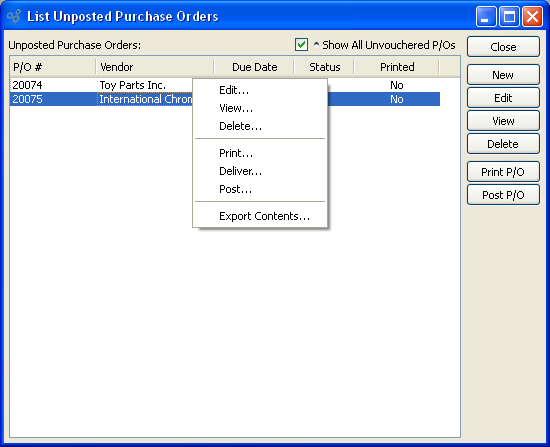 List Unposted Purchase Orders
Unposted Purchase Orders: ^ Show All Unvouchered P/Os
Close
P/O # Vendor Due Date Status Printed
New
20074 Toy Parts Inc. No
20075 International Chrom No
Edit...
Edit
View...
View
Delete...
Delete
Print...
Print P/O
Deliver...
Post...
Post P/O
Export Contents...